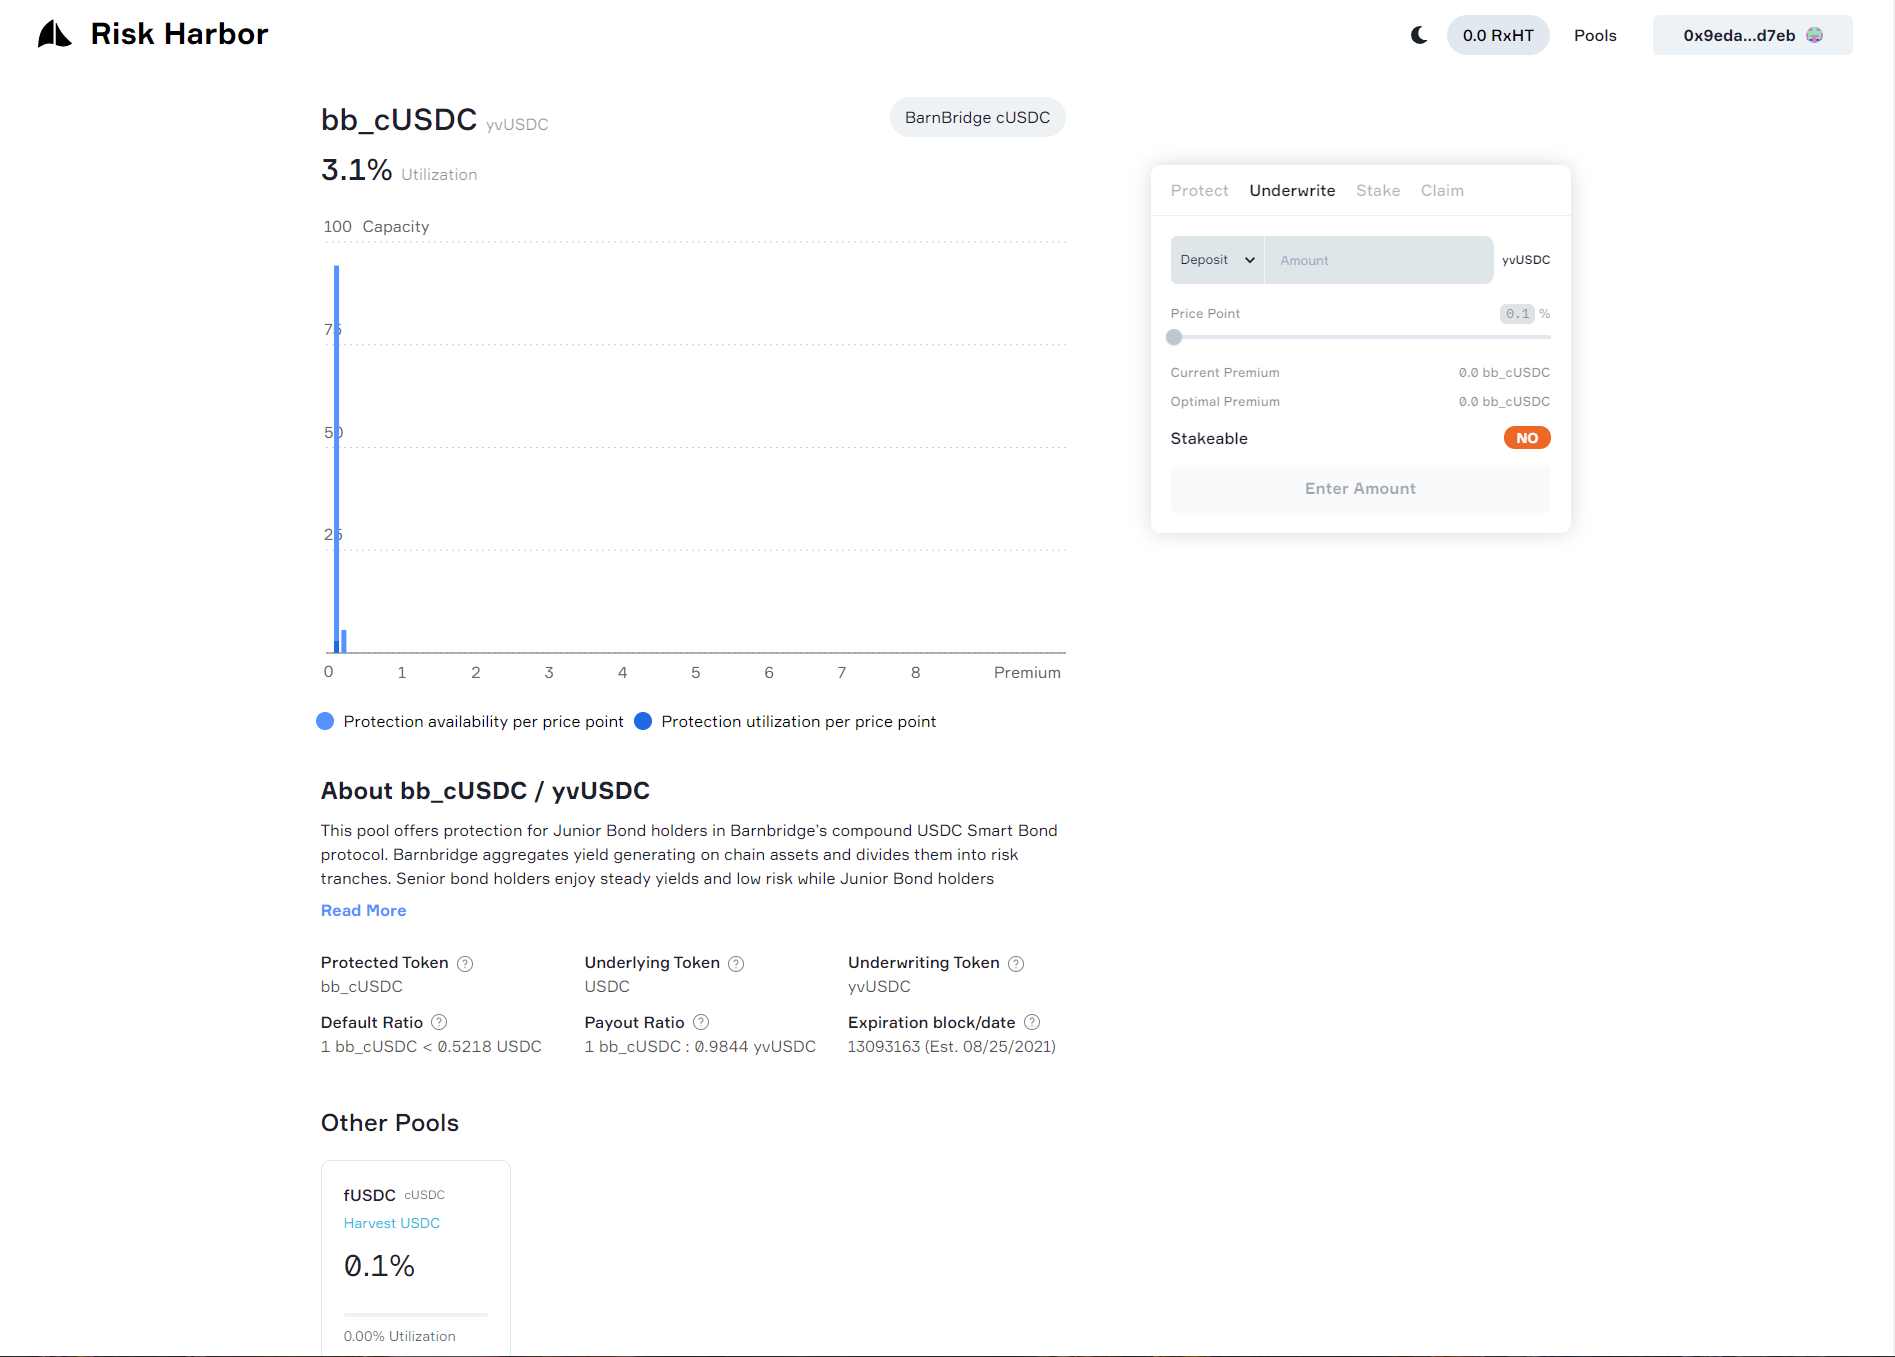 Risk Harbor
0.0 RxHT
Pools
0x9eda...d7eb
bb_cUSDC yvUSDC
BarnBridge cUSDC
3.1% Utilization
100 Capacity
75
50
25
0 1 2 3 4 5 6 7 8 Premium
Protection availability per price point
Protection utilization per price point
Protect Underwrite Stake Claim
Deposit Amount yvUSDC
Price Point 0.1 %
Current Premium 0.0 bb_cUSDC
Optimal Premium 0.0 bb_cUSDC
Stakeable NO
Enter Amount
About bb_cUSDC / yvUSDC
This pool offers protection for Junior Bond holders in Barnbridge's compound USDC Smart Bond
protocol. Barnbridge aggregates yield generating on chain assets and divides them into risk
tranches. Senior bond holders enjoy steady yields and low risk while Junior Bond holders
Read More
Protected Token ? Underlying Token ? Underwriting Token ?
bb_cUSDC USDC yvUSDC
Default Ratio ? Payout Ratio ? Expiration block/date ?
1 bb_cUSDC < 0.5218 USDC 1 bb_cUSDC : 0.9844 yvUSDC 13093163 (Est. 08/25/2021)
Other Pools
fUSDC cUSDC
Harvest USDC
0.1%
0.00% Utilization